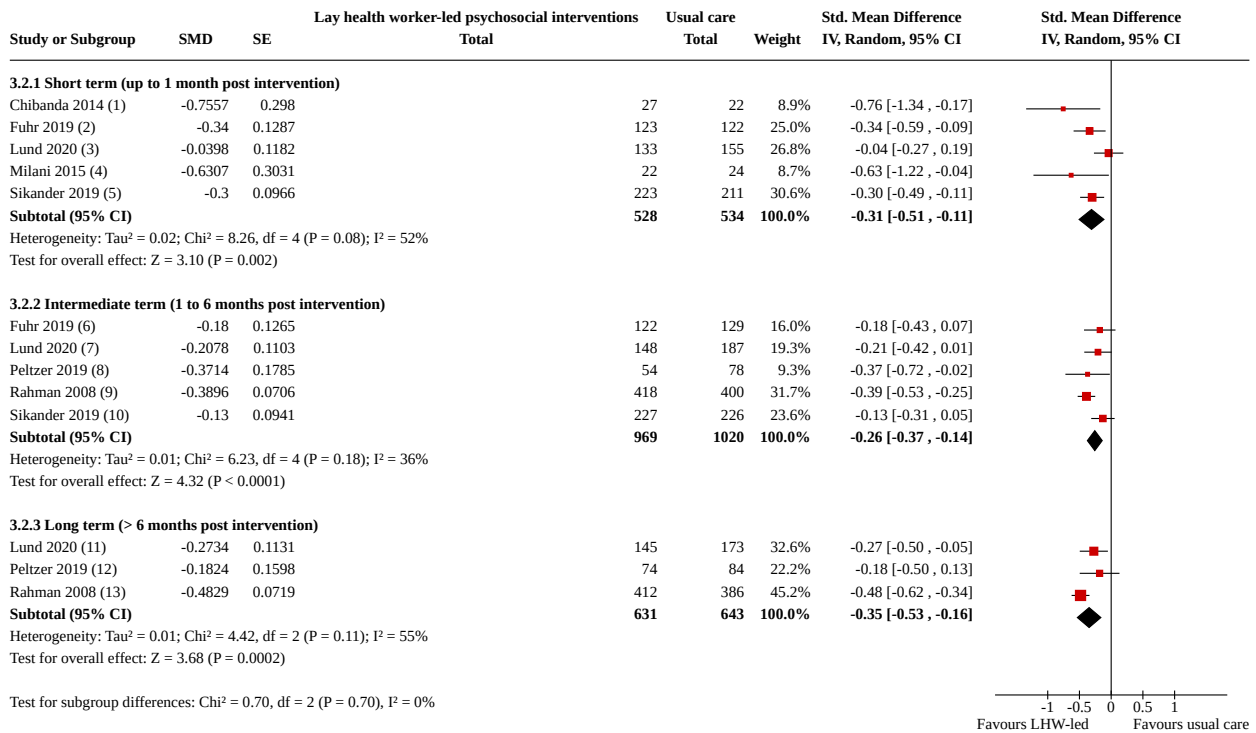 Lay health worker-led psychosocial interventions Usual care Std. Mean Difference Std. Mean Difference
Study or Subgroup SMD SE Total Total Weight IV, Random, 95% CI IV, Random, 95% CI
3.2.1 Short term (up to 1 month post intervention)
Chibanda 2014 (1) -0.7557 0.298 27 22 8.9% -0.76 [-1.34 , -0.17]
Fuhr 2019 (2) -0.34 0.1287 123 122 25.0% -0.34 [-0.59 , -0.09]
Lund 2020 (3) -0.0398 0.1182 133 155 26.8% -0.04 [-0.27 , 0.19]
Milani 2015 (4) -0.6307 0.3031 22 24 8.7% -0.63 [-1.22 , -0.04]
Sikander 2019 (5) -0.3 0.0966 223 211 30.6% -0.30 [-0.49 , -0.11]
Subtotal (95% CI) 528 534 100.0% -0.31 [-0.51 , -0.11]
Heterogeneity: Tau² = 0.02; Chi² = 8.26, df = 4 (P = 0.08); I² = 52%
Test for overall effect: Z = 3.10 (P = 0.002)
3.2.2 Intermediate term (1 to 6 months post intervention)
Fuhr 2019 (6) -0.18 0.1265 122 129 16.0% -0.18 [-0.43 , 0.07]
Lund 2020 (7) -0.2078 0.1103 148 187 19.3% -0.21 [-0.42 , 0.01]
Peltzer 2019 (8) -0.3714 0.1785 54 78 9.3% -0.37 [-0.72 , -0.02]
Rahman 2008 (9) -0.3896 0.0706 418 400 31.7% -0.39 [-0.53 , -0.25]
Sikander 2019 (10) -0.13 0.0941 227 226 23.6% -0.13 [-0.31 , 0.05]
Subtotal (95% CI) 969 1020 100.0% -0.26 [-0.37 , -0.14]
Heterogeneity: Tau² = 0.01; Chi² = 6.23, df = 4 (P = 0.18); I² = 36%
Test for overall effect: Z = 4.32 (P < 0.0001)
3.2.3 Long term (> 6 months post intervention)
Lund 2020 (11) -0.2734 0.1131 145 173 32.6% -0.27 [-0.50 , -0.05]
Peltzer 2019 (12) -0.1824 0.1598 74 84 22.2% -0.18 [-0.50 , 0.13]
Rahman 2008 (13) -0.4829 0.0719 412 386 45.2% -0.48 [-0.62 , -0.34]
Subtotal (95% CI) 631 643 100.0% -0.35 [-0.53 , -0.16]
Heterogeneity: Tau² = 0.01; Chi² = 4.42, df = 2 (P = 0.11); I² = 55%
Test for overall effect: Z = 3.68 (P = 0.0002)
Test for subgroup differences: Chi² = 0.70, df = 2 (P = 0.70), I² = 0%
-1 -0.5 0 0.5 1
Favours LHW-led Favours usual care